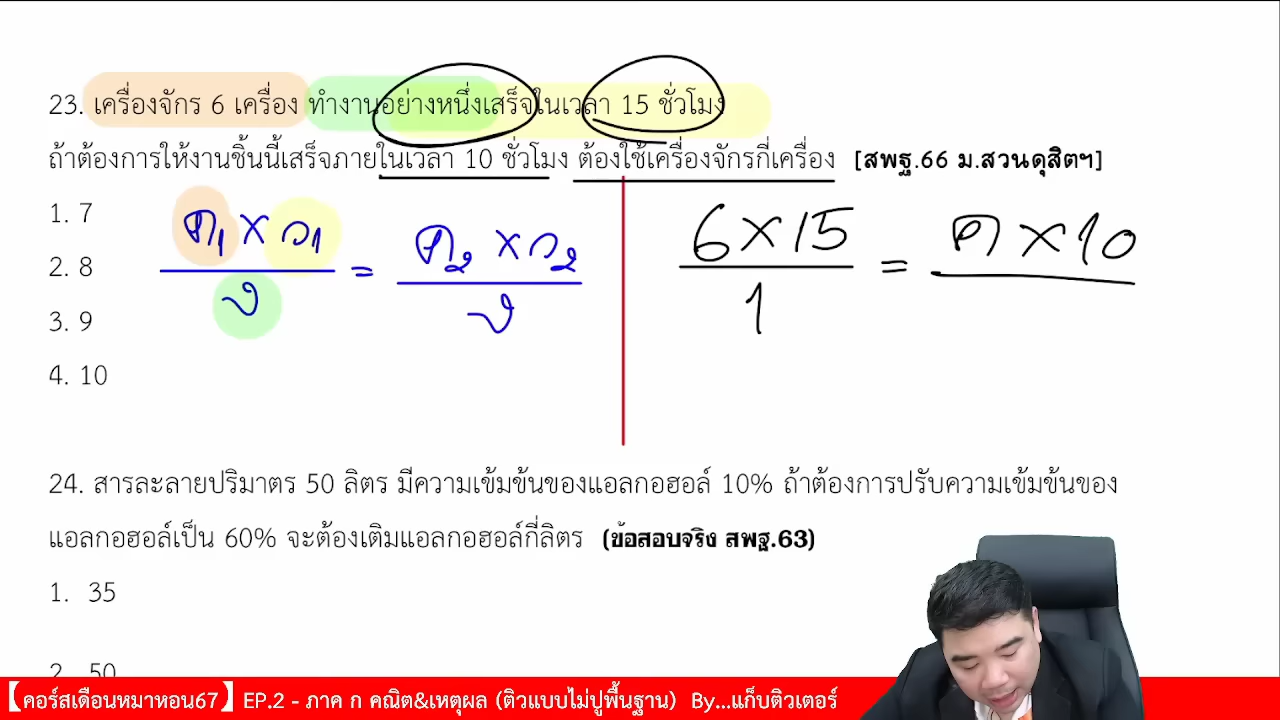 23. เครื่องจักร 6 เครื่อง ทำงานอย่างหนึ่งเสร็จในเวลา 15 ชั่วโมง
ถ้าต้องการให้งานชิ้นนี้เสร็จภายในเวลา 10 ชั่วโมง ต้องใช้เครื่องจักรกี่เครื่อง [สพฐ.66 ม.สวนดุสิตฯ]
1. 7
2. 8
3. 9
4. 10
ค₁ × ว₁ = ค₂ × ว₂
ง ง
6 × 15 = ค × 10
1
24. สารละลายปริมาตร 50 ลิตร มีความเข้มข้นของแอลกอฮอล์ 10% ถ้าต้องการปรับความเข้มข้นของ
แอลกอฮอล์เป็น 60% จะต้องเติมแอลกอฮอล์กี่ลิตร (ข้อสอบจริง สพฐ.63)
1. 35
2. 50
【คอร์สเดือนหมาหอน67】EP.2 - ภาค ก คณิต&เหตุผล (ติวแบบไม่ปูพื้นฐาน) By...แก็บติวเตอร์